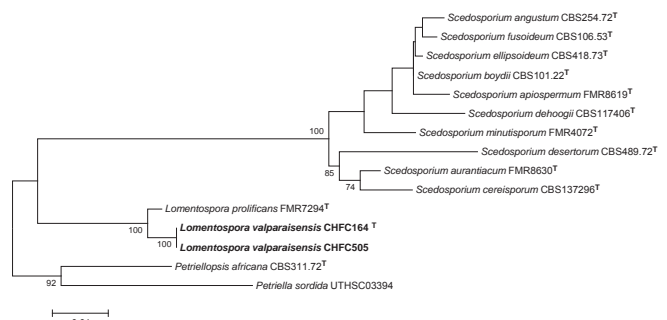 Scedosporium angustum CBS254.72T
Scedosporium fusoideum CBS106.53T
Scedosporium ellipsoideum CBS418.73T
Scedosporium boydii CBS101.22T
Scedosporium apiospermum FMR8619T
Scedosporium dehoogii CBS117406T
100
Scedosporium minutisporum FMR4072T
Scedosporium desertorum CBS489.72T
85
Scedosporium aurantiacum FMR8630T
74
Scedosporium cereisporum CBS137296T
Lomentospora prolificans FMR7294T
100
Lomentospora valparaisensis CHFC164 T
100
Lomentospora valparaisensis CHFC505
Petriellopsis africana CBS311.72T
92
Petriella sordida UTHSC03394